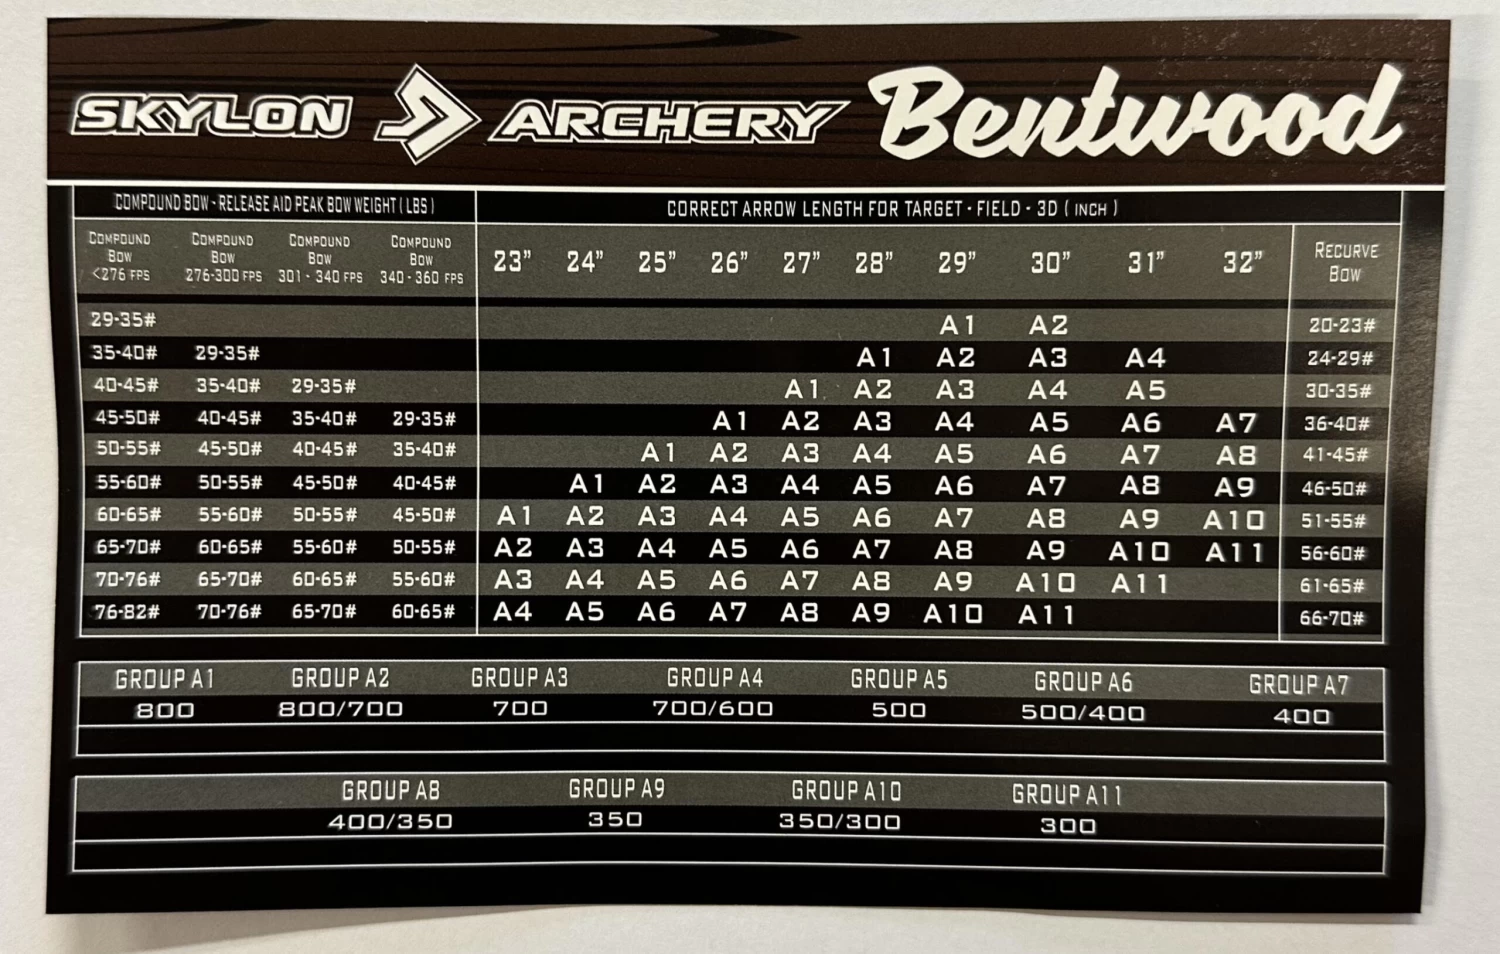 SKYLON ARCHERY Bentwood
COMPOUND BOW - RELEASE AID PEAK BOW WEIGHT ( LBS ) CORRECT ARROW LENGTH FOR TARGET - FIELD - 3D ( INCH )
COMPOUND BOW <276 FPS COMPOUND BOW 276-300 FPS COMPOUND BOW 301 - 340 FPS COMPOUND BOW 340 - 360 FPS 23" 24" 25" 26" 27" 28" 29" 30" 31" 32" RECURVE BOW
29-35# A1 A2 20-23#
35-40# 29-35# A1 A2 A3 A4 24-29#
40-45# 35-40# 29-35# A1 A2 A3 A4 A5 30-35#
45-50# 40-45# 35-40# 29-35# A1 A2 A3 A4 A5 A6 A7 36-40#
50-55# 45-50# 40-45# 35-40# A1 A2 A3 A4 A5 A6 A7 A8 41-45#
55-60# 50-55# 45-50# 40-45# A1 A2 A3 A4 A5 A6 A7 A8 A9 46-50#
60-65# 55-60# 50-55# 45-50# A1 A2 A3 A4 A5 A6 A7 A8 A9 A10 51-55#
65-70# 60-65# 55-60# 50-55# A2 A3 A4 A5 A6 A7 A8 A9 A10 A11 56-60#
70-76# 65-70# 60-65# 55-60# A3 A4 A5 A6 A7 A8 A9 A10 A11 61-65#
76-82# 70-76# 65-70# 60-65# A4 A5 A6 A7 A8 A9 A10 A11 66-70#
GROUP A1 GROUP A2 GROUP A3 GROUP A4 GROUP A5 GROUP A6 GROUP A7
800 800/700 700 700/600 500 500/400 400
GROUP A8 GROUP A9 GROUP A10 GROUP A11
400/350 350 350/300 300